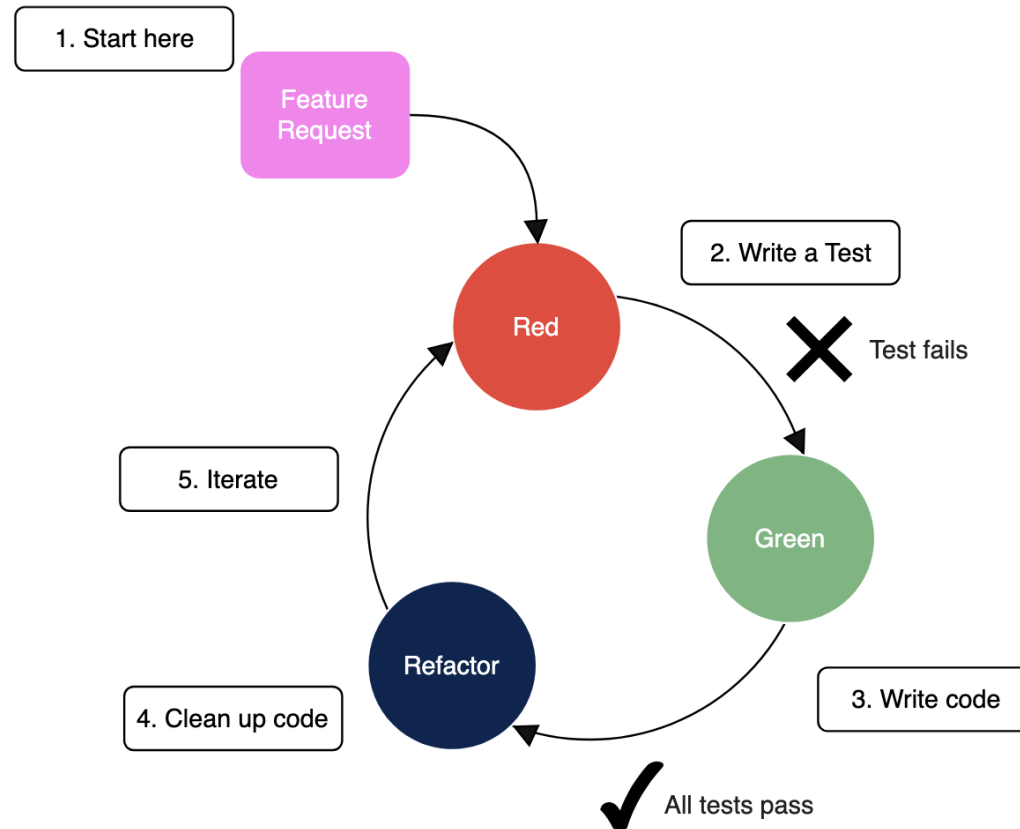 1. Start here
Feature
Request
2. Write a Test
Red
Test fails
5. Iterate
Green
Refactor
3. Write code
4. Clean up code
All tests pass